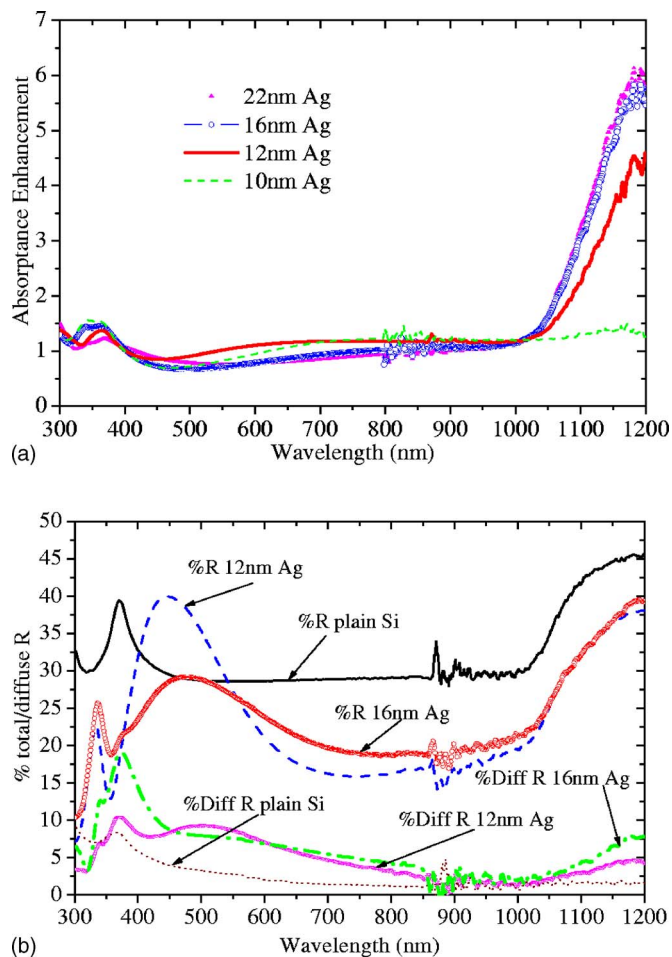 7
6
5
4
3
2
1
0
Absorptance Enhancement
22nm Ag
16nm Ag
12nm Ag
10nm Ag
300 400 500 600 700 800 900 1000 1100 1200
Wavelength (nm)
(a)
50
45
40
35
30
25
20
15
10
5
0
% total/diffuse R
%R 12nm Ag
%R plain Si
%R 16nm Ag
%Diff R 16nm Ag
%Diff R plain Si
%Diff R 12nm Ag
300 400 500 600 700 800 900 1000 1100 1200
Wavelength (nm)
(b)